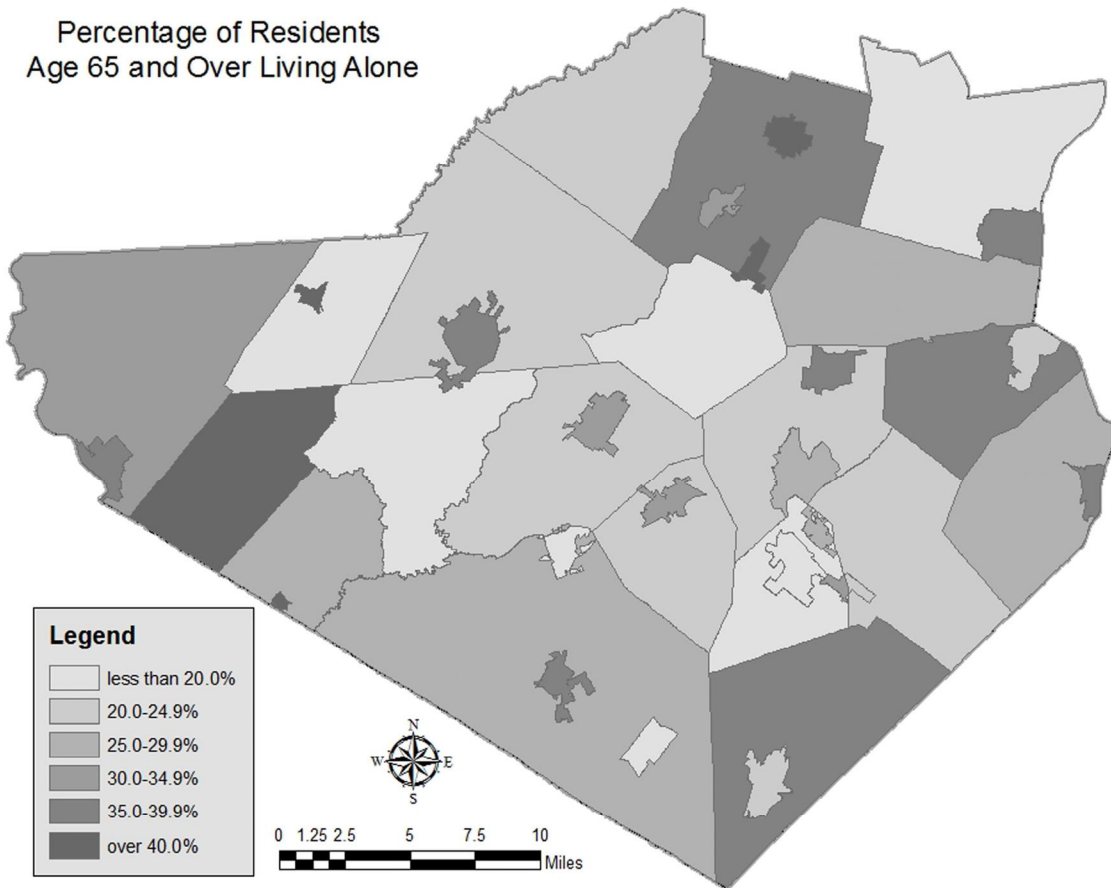 Percentage of Residents
Age 65 and Over Living Alone
Legend
less than 20.0%
20.0-24.9%
25.0-29.9%
30.0-34.9%
35.0-39.9%
over 40.0%
N
W E
S
0 1.25 2.5 5 7.5 10
Miles